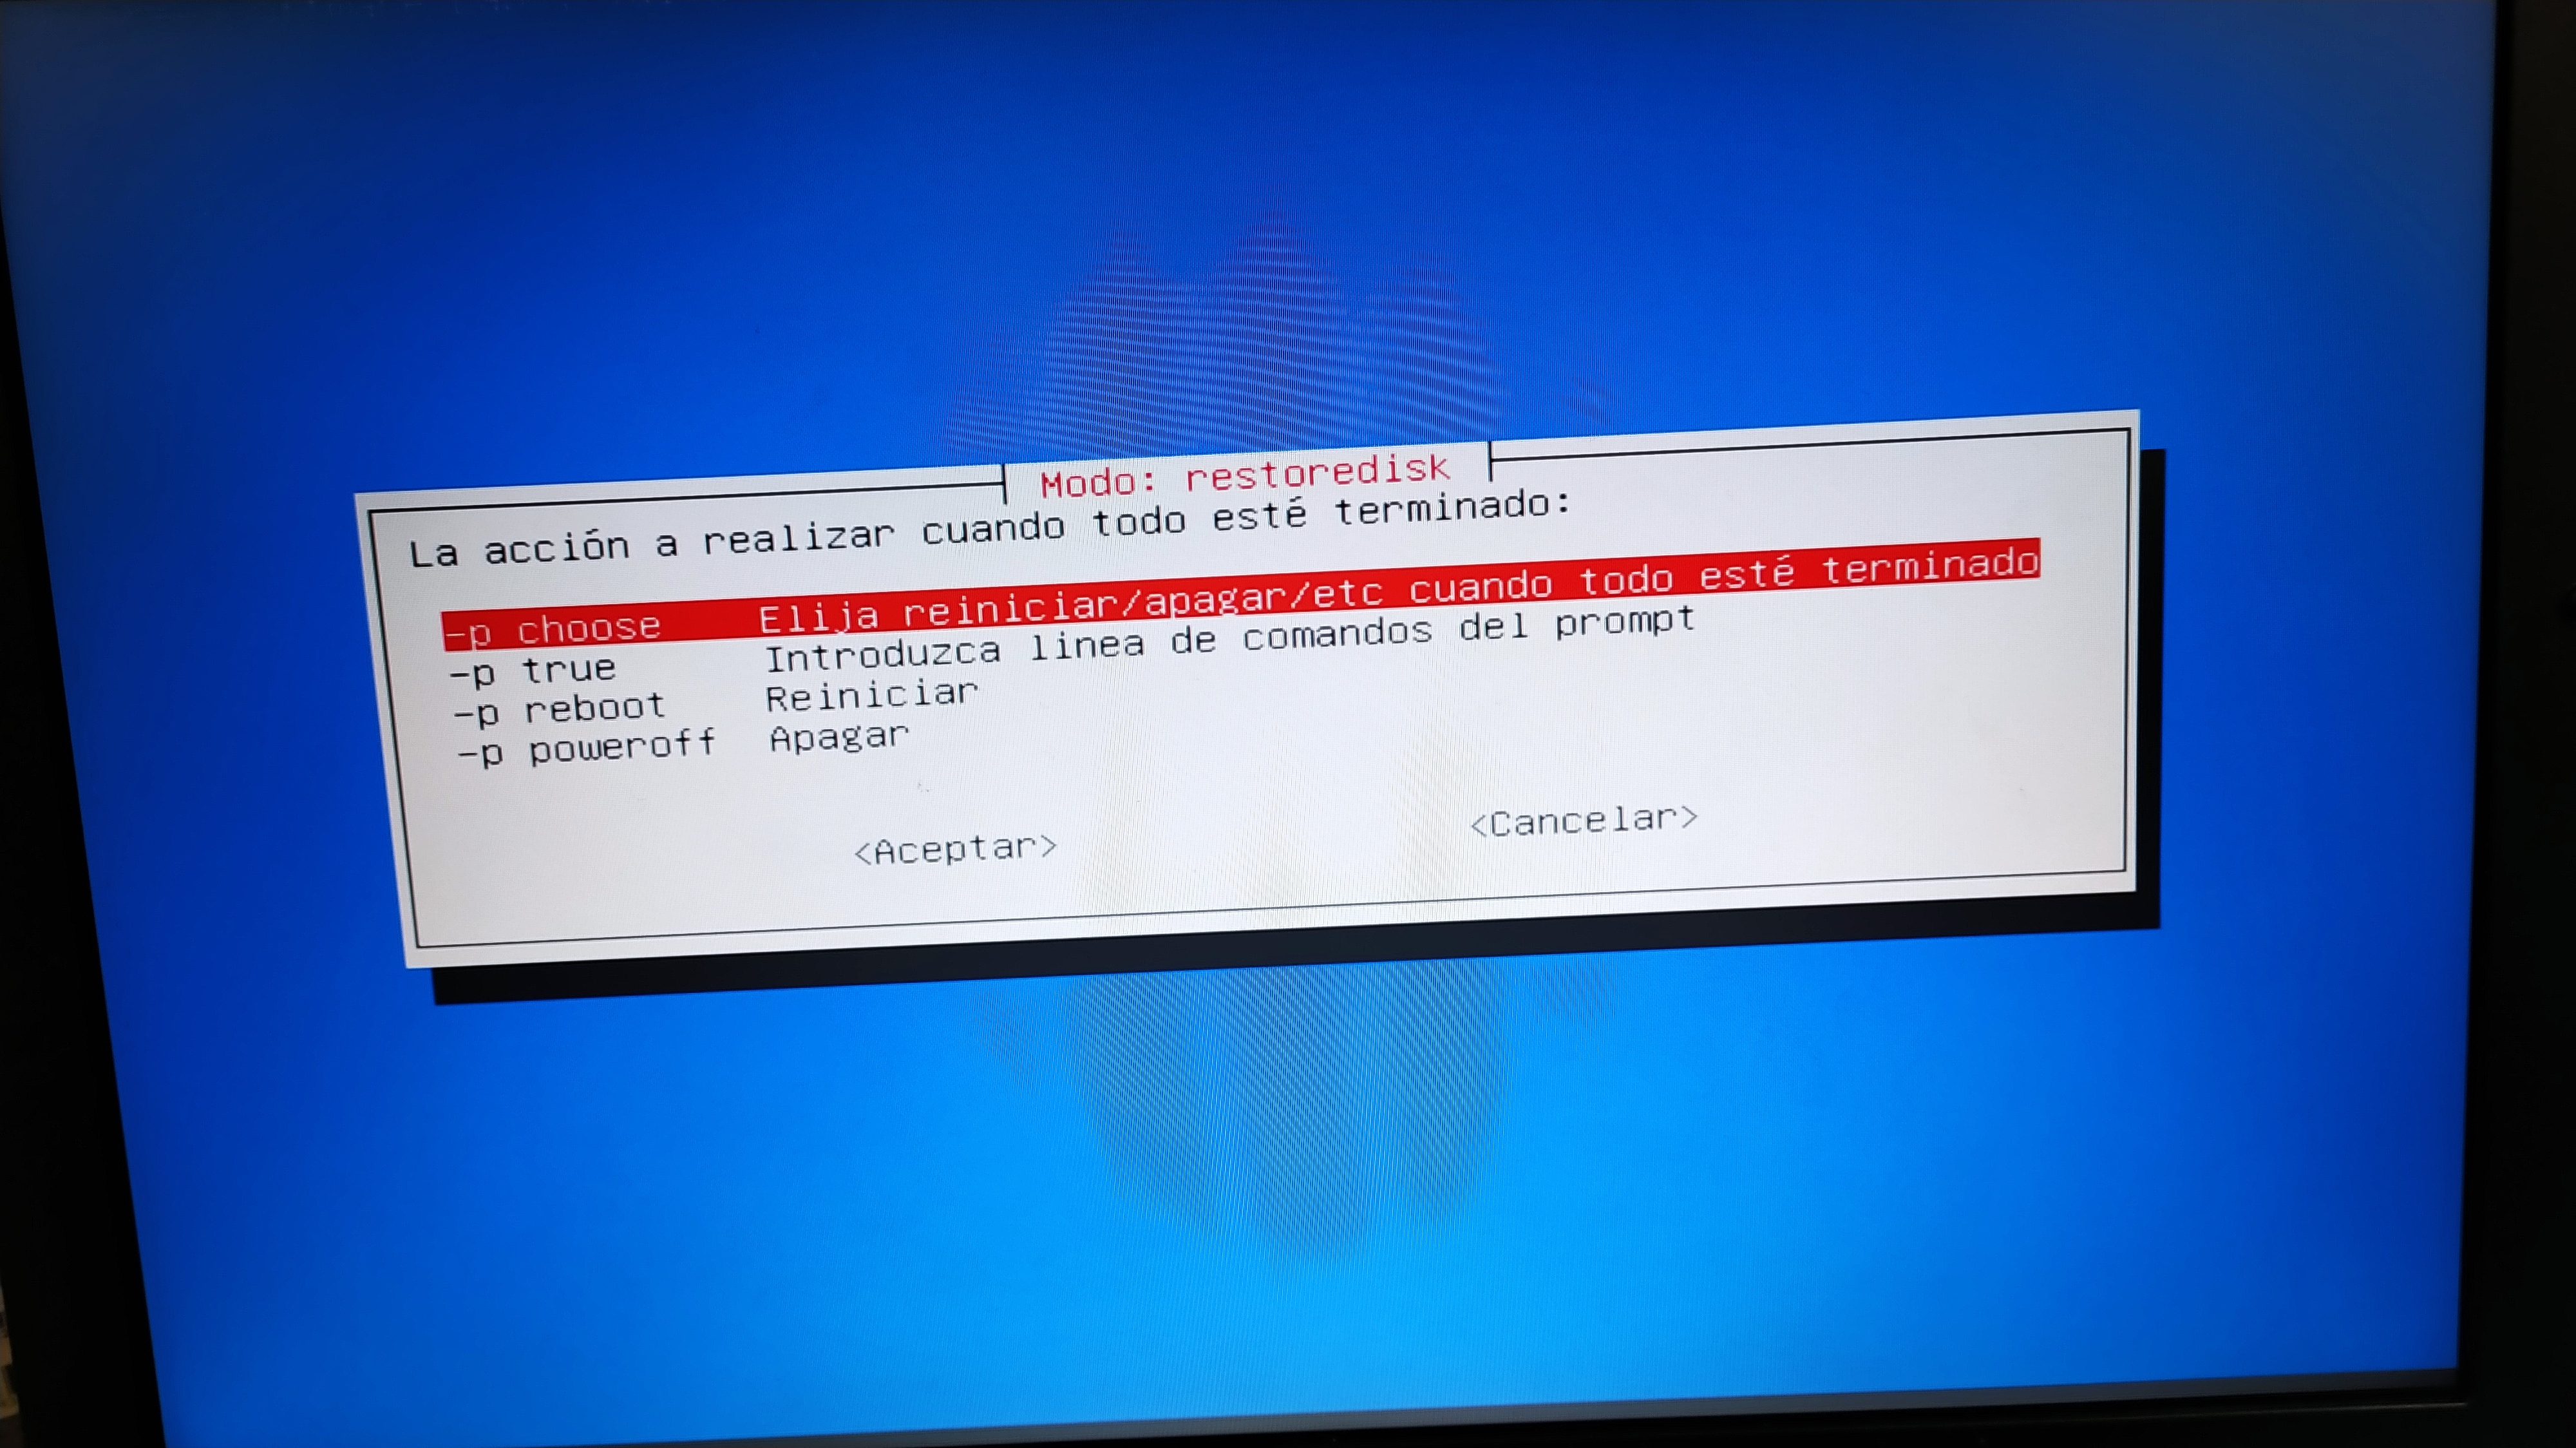 Modo: restoredisk
La acción a realizar cuando todo esté terminado:
-p choose Elija reiniciar/apagar/etc cuando todo esté terminado
-p true Introduzca linea de comandos del prompt
-p reboot Reiniciar
-p poweroff Apagar
<Aceptar> <Cancelar>